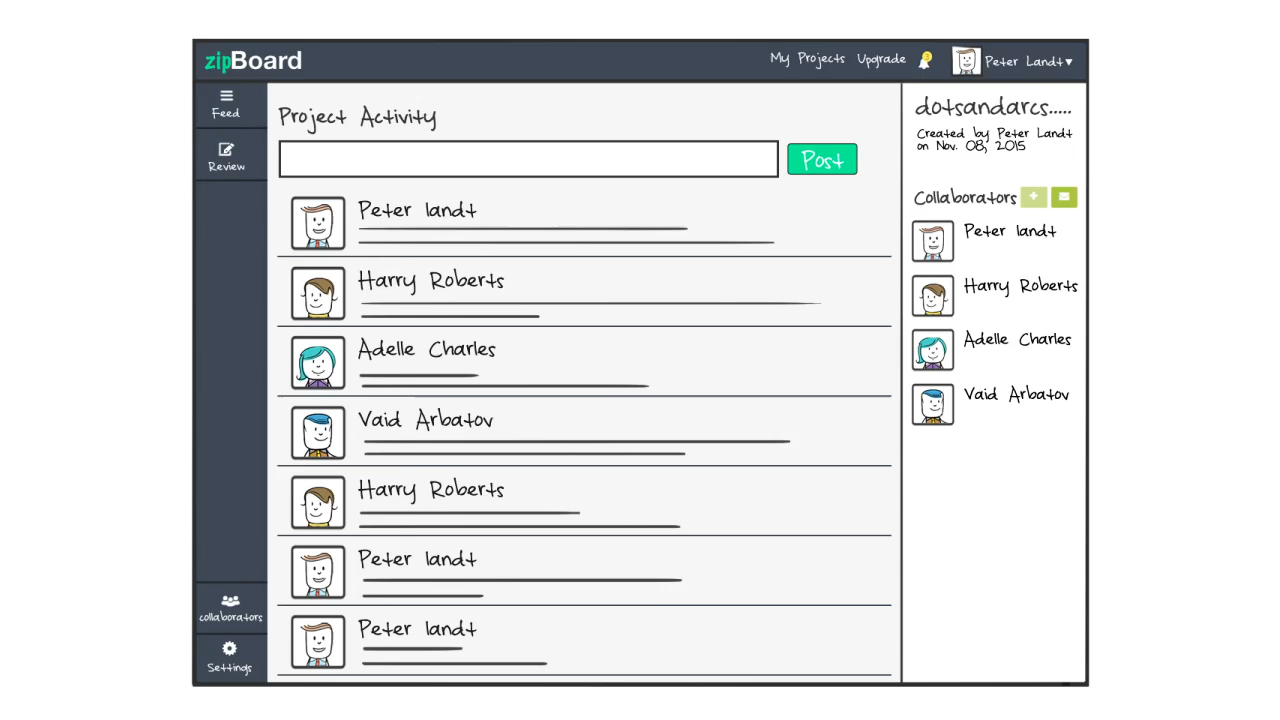 zipBoard
My Projects Upgrade
Peter Landt
Feed
Review
collaborators
Settings
Project Activity
Post
Peter landt
Harry Roberts
Adelle Charles
Vaid Arbatov
Harry Roberts
Peter landt
Peter landt
dotsandarcs.....
Created by Peter Landt
on Nov. 08, 2015
Collaborators
Peter landt
Harry Roberts
Adelle Charles
Vaid Arbatov